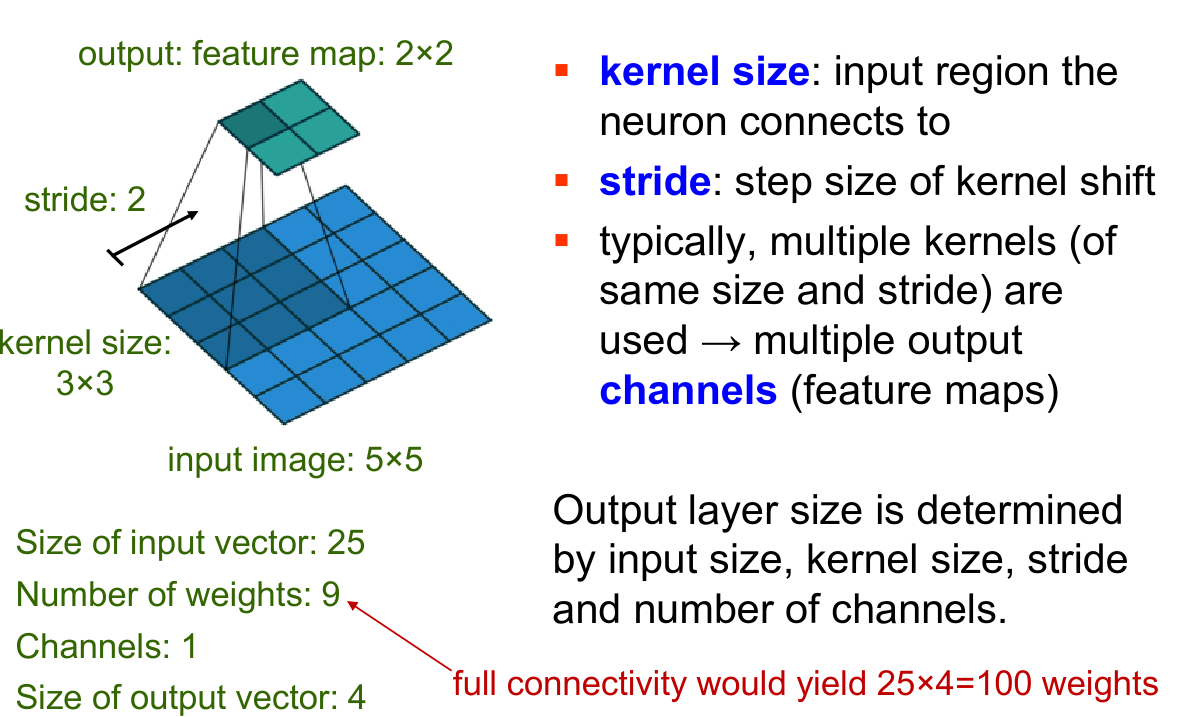 output: feature map: 2×2
stride: 2
kernel size:
3×3
input image: 5×5
Size of input vector: 25
Number of weights: 9
Channels: 1
Size of output vector: 4
▪ kernel size: input region the
neuron connects to
▪ stride: step size of kernel shift
▪ typically, multiple kernels (of
same size and stride) are
used → multiple output
channels (feature maps)
Output layer size is determined
by input size, kernel size, stride
and number of channels.
full connectivity would yield 25×4=100 weights